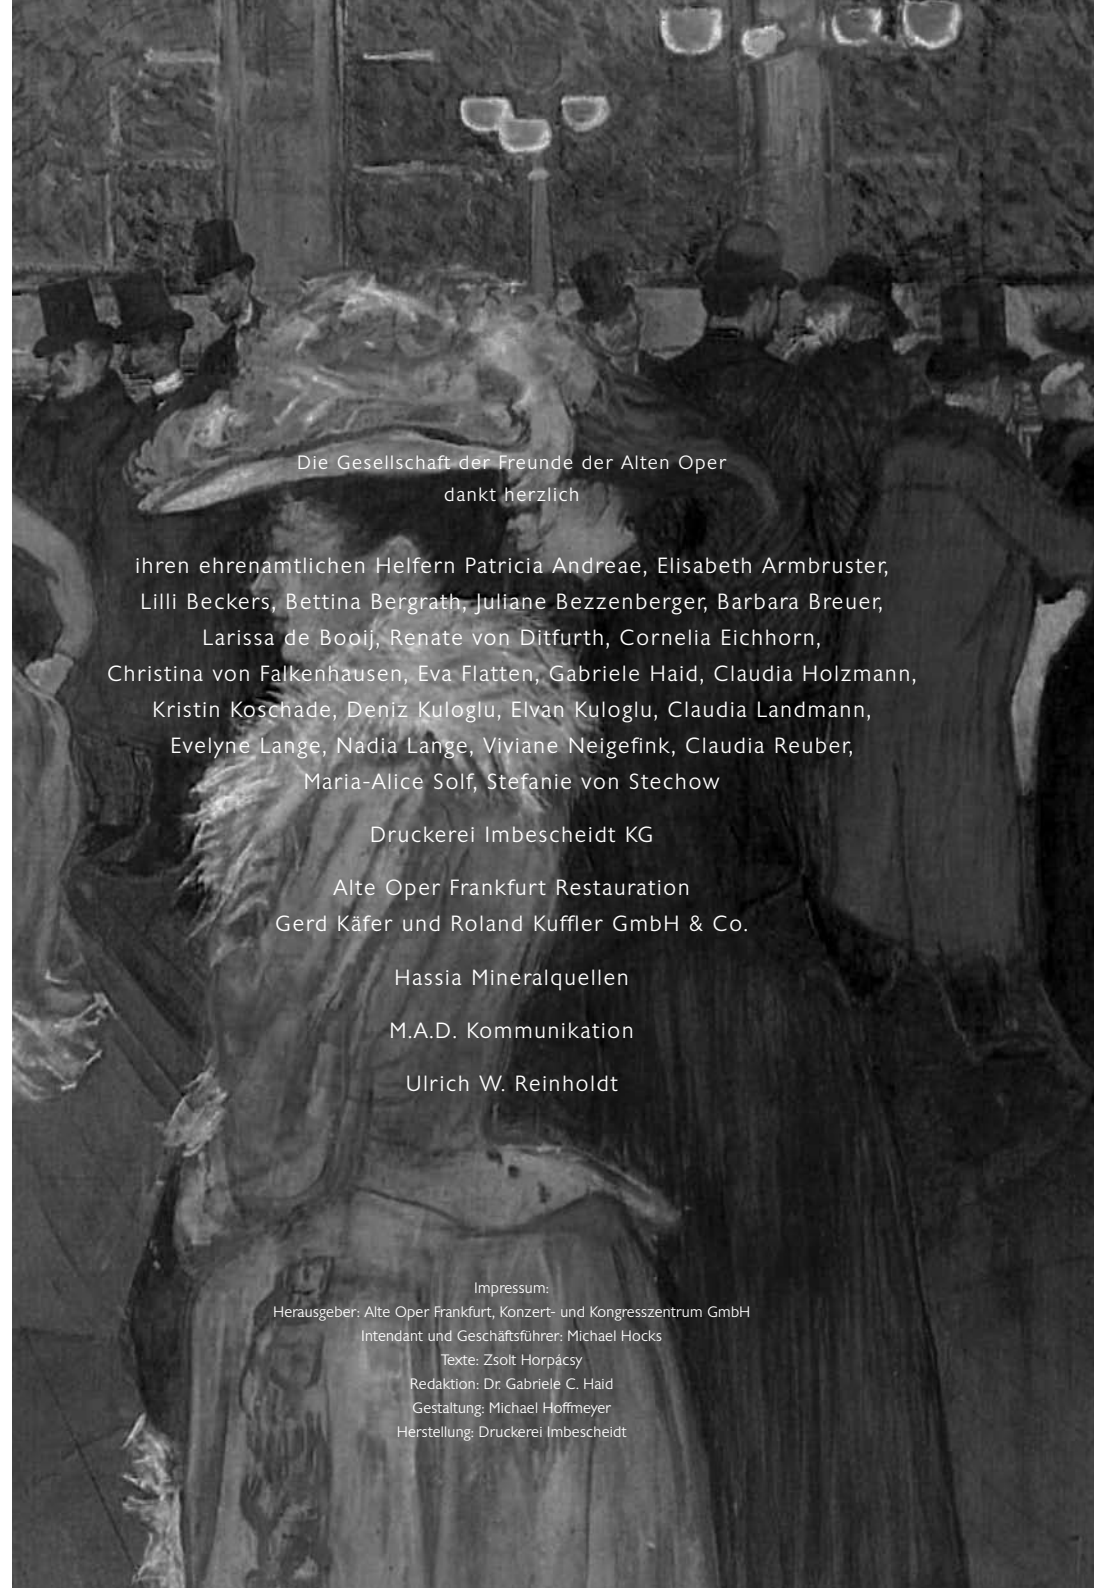 Die Gesellschaft der Freunde der Alten Oper
dankt herzlich
ihren ehrenamtlichen Helfern Patricia Andreae, Elisabeth Armbruster,
Lilli Beckers, Bettina Bergrath, Juliane Bezzenberger, Barbara Breuer,
Larissa de Booij, Renate von Ditfurth, Cornelia Eichhorn,
Christina von Falkenhausen, Eva Flatten, Gabriele Haid, Claudia Holzmann,
Kristin Koschade, Deniz Kuloglu, Elvan Kuloglu, Claudia Landmann,
Evelyne Lange, Nadia Lange, Viviane Neigefink, Claudia Reuber,
Maria-Alice Solf, Stefanie von Stechow
Druckerei Imbescheidt KG
Alte Oper Frankfurt Restauration
Gerd Käfer und Roland Kuffler GmbH & Co.
Hassia Mineralquellen
M.A.D. Kommunikation
Ulrich W. Reinholdt
Impressum:
Herausgeber: Alte Oper Frankfurt, Konzert- und Kongresszentrum GmbH
Intendant und Geschäftsführer: Michael Hocks
Texte: Zsolt Horpácsy
Redaktion: Dr. Gabriele C. Haid
Gestaltung: Michael Hoffmeyer
Herstellung: Druckerei Imbescheidt